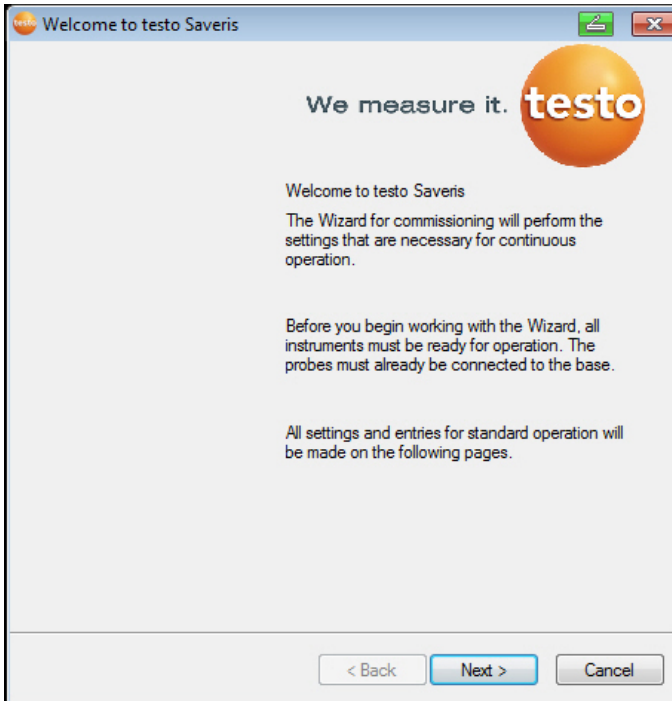 testo Welcome to testo Saveris
We measure it. testo
Welcome to testo Saveris
The Wizard for commissioning will perform the
settings that are necessary for continuous
operation.
Before you begin working with the Wizard, all
instruments must be ready for operation. The
probes must already be connected to the base.
All settings and entries for standard operation will
be made on the following pages.
< Back Next > Cancel